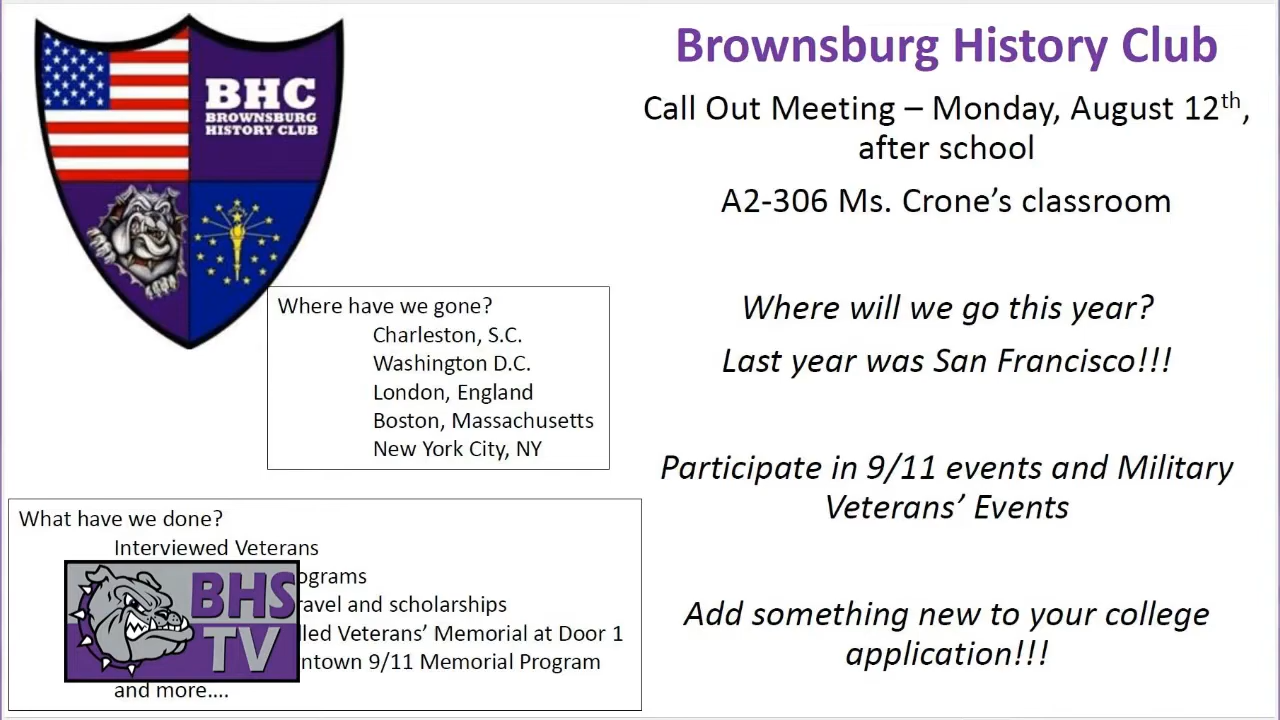 BHC
BROWNSBURG
HISTORY CLUB
Brownsburg History Club
Call Out Meeting – Monday, August 12th,
after school
A2-306 Ms. Crone’s classroom
Where will we go this year?
Last year was San Francisco!!!
Participate in 9/11 events and Military
Veterans’ Events
Add something new to your college
application!!!
Where have we gone?
Charleston, S.C.
Washington D.C.
London, England
Boston, Massachusetts
New York City, NY
What have we done?
Interviewed Veterans
and scholarships
Veterans’ Memorial at Door 1
9/11 Memorial Program
and more....
BHS
TV